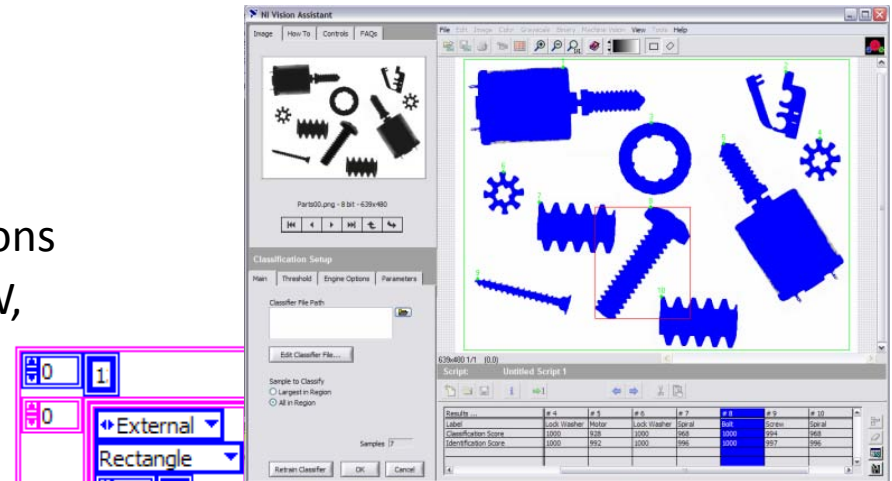 NI Vision Assistant
Image How To Controls FAQs
File Edit Image Color Grayscale Binary Machine Vision View Tools Help
Parts00.png - 8 bit - 639x480
ons
V,
Classification Setup
Main Threshold Engine Options Parameters
Classifier File Path
Edit Classifier File...
Sample to Classify
Largest in Region
All in Region
Samples 7
Retrain Classifier OK Cancel
639x480 1/1 (0,0)
Script: Untitled Script 1
Results ... # 4 # 5 # 6 # 7 # 8 # 9 # 10
Label Lock Washer Motor Lock Washer Spiral Bolt Screw Spiral
Classification Score 1000 928 1000 968 1000 994 968
Identification Score 1000 992 1000 996 1000 997 996
0 1
0
External
Rectangle